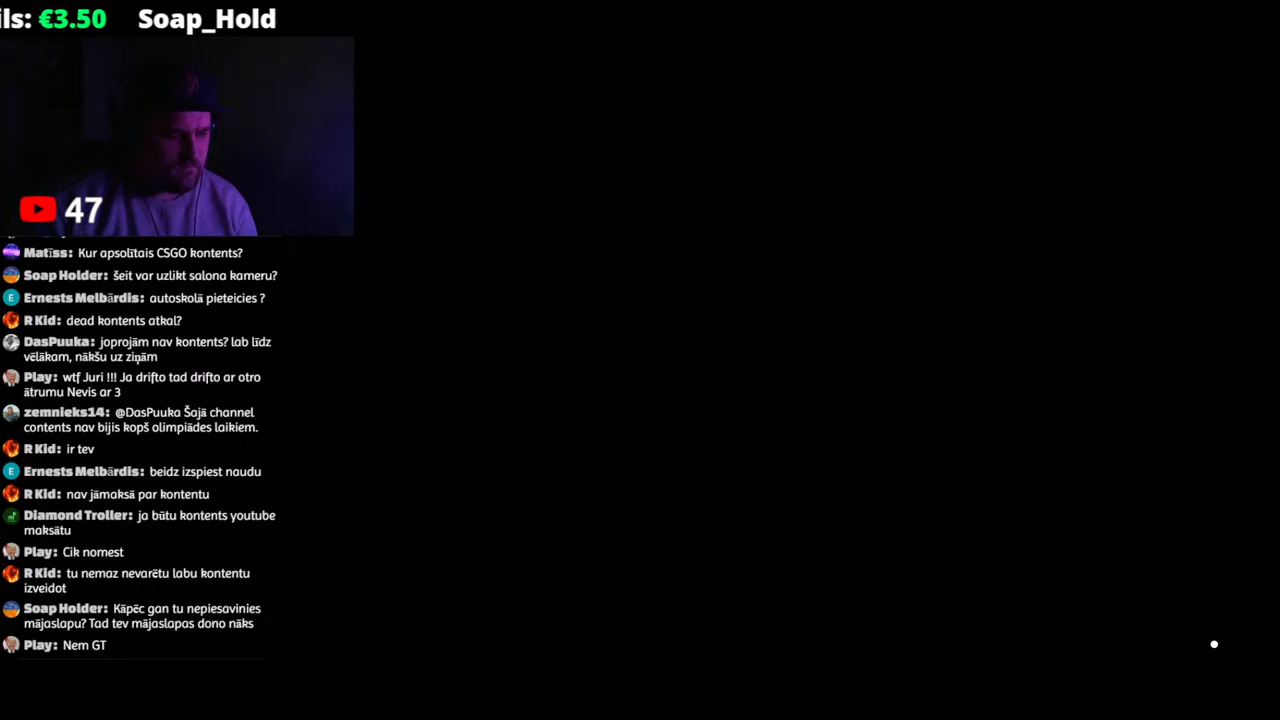 ils: €3.50 Soap_Hold
47
Matīss: Kur apsolītais CSGO kontents?
Soap Holder: šeit var uzlikt salona kameru?
Ernests Melbārdis: autoskolā pieteicies ?
R Kid: dead kontents atkal?
DasPuuka: joprojām nav kontents? lab līdz
vēlākam, nākšu uz ziņām
Play: wtf Juri !!! Ja drifto tad drifto ar otro
ātrumu Nevis ar 3
zemnieks14: @DasPuuka Šajā channel
contents nav bijis kopš olimpiādes laikiem.
R Kid: ir tev
Ernests Melbārdis: beidz izspiest naudu
R Kid: nav jāmaksā par kontentu
Diamond Troller: ja būtu kontents youtube
maksātu
Play: Cik nomest
R Kid: tu nemaz nevarētu labu kontentu
izveidot
Soap Holder: Kāpēc gan tu nepiesavinies
mājaslapu? Tad tev mājaslapas dono nāks
Play: Nem GT